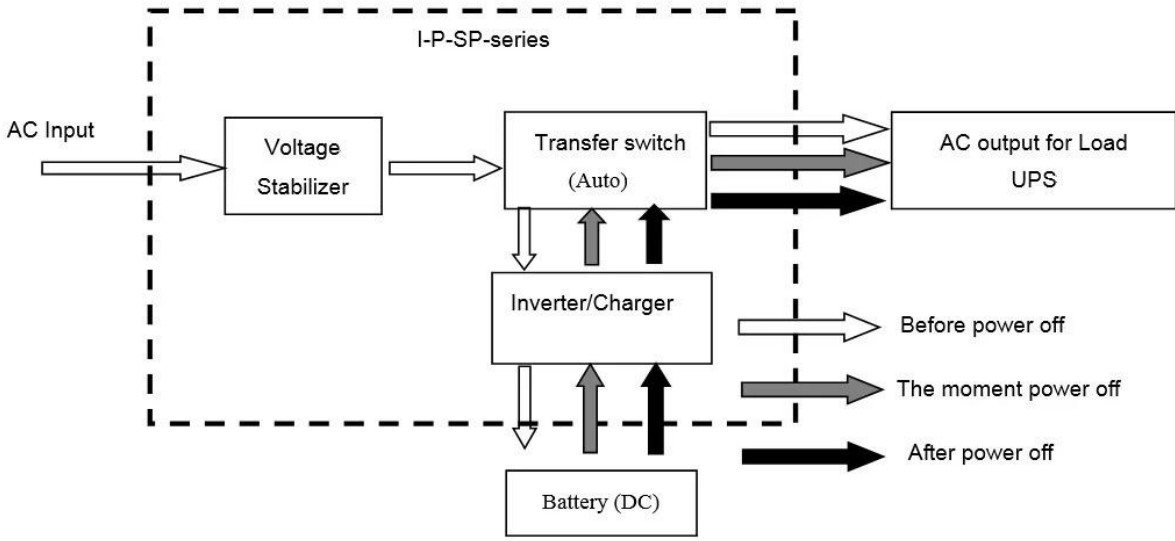 I-P-SP-series
AC Input
Voltage
Stabilizer
Transfer switch
(Auto)
AC output for Load
UPS
Inverter/Charger
Before power off
The moment power off
After power off
Battery (DC)